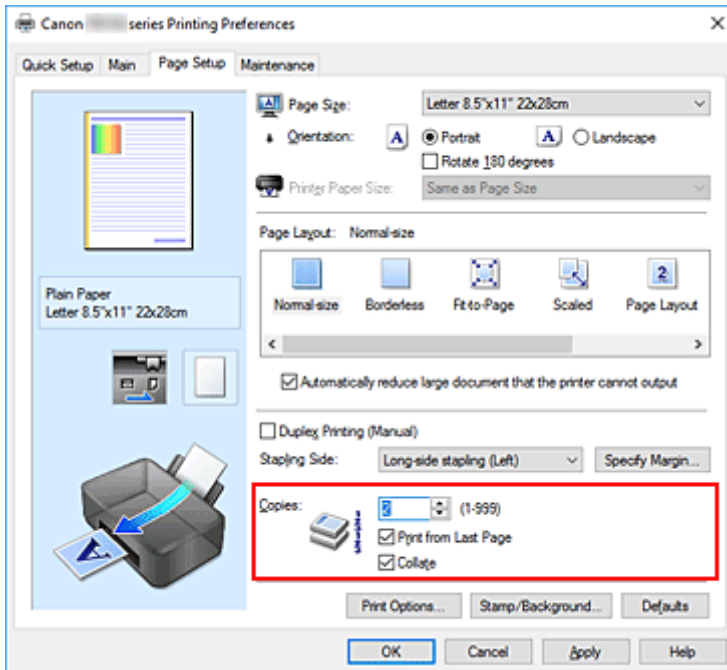 Canon series Printing Preferences
Quick Setup Main Page Setup Maintenance
Page Size: Letter 8.5"x11" 22x28cm
Orientation: A Portrait A Landscape
Rotate 180 degrees
Printer Paper Size: Same as Page Size
Page Layout: Normal-size
2
Normal-size Borderless Fit-to-Page Scaled Page Layout
Automatically reduce large document that the printer cannot output
Plain Paper
Letter 8.5"x11" 22x28cm
Duplex Printing (Manual)
Stapling Side: Long-side stapling (Left) Specify Margin...
Copies: 2 (1-999)
Print from Last Page
Collate
A
Print Options... Stamp/Background... Defaults
OK Cancel Apply Help